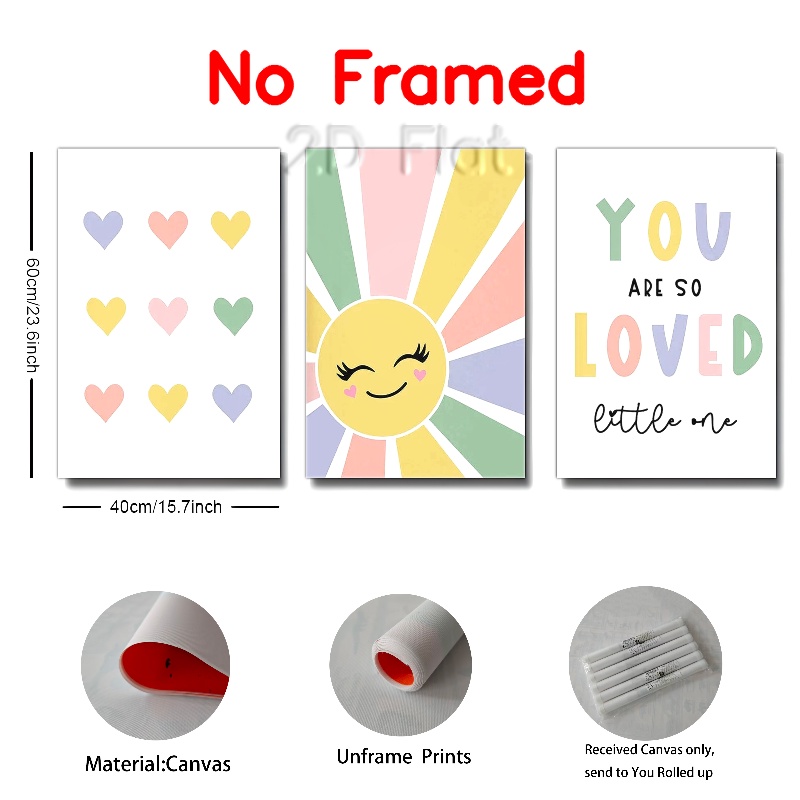 No Framed
2D Flat
60cm/23.6inch
YOU
ARE SO
LOVED
little one
40cm/15.7inch
Material:Canvas
Unframe Prints
Received Canvas only,
send to You Rolled up